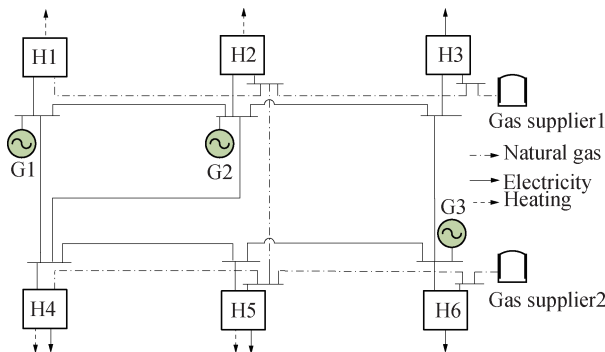 H1
H2
H3
Gas supplier1
G1
G2
Natural gas
Electricity
Heating
G3
H4
H5
H6
Gas supplier2